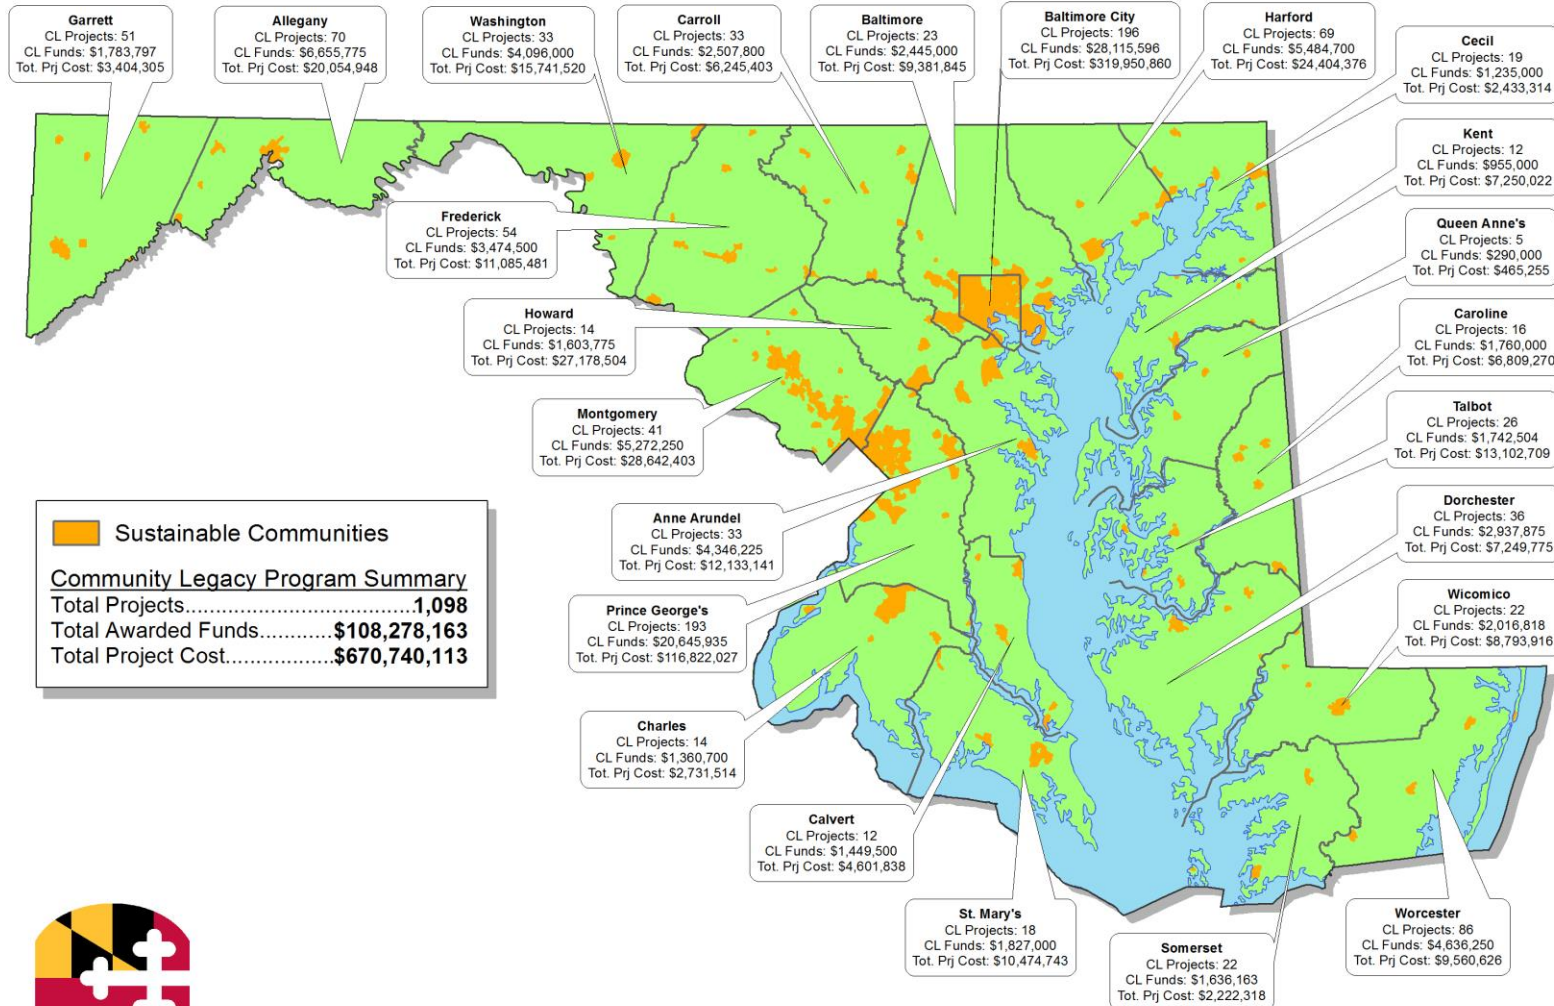 Garrett
CL Projects: 51
CL Funds: $1,783,797
Tot. Prj Cost: $3,404,305
Allegany
CL Projects: 70
CL Funds: $6,655,775
Tot. Prj Cost: $20,054,948
Washington
CL Projects: 33
CL Funds: $4,096,000
Tot. Prj Cost: $15,741,520
Carroll
CL Projects: 33
CL Funds: $2,507,800
Tot. Prj Cost: $6,245,403
Baltimore
CL Projects: 23
CL Funds: $2,445,000
Tot. Prj Cost: $9,381,845
Baltimore City
CL Projects: 196
CL Funds: $28,115,596
Tot. Prj Cost: $319,950,860
Harford
CL Projects: 69
CL Funds: $5,484,700
Tot. Prj Cost: $24,404,376
Cecil
CL Projects: 19
CL Funds: $1,235,000
Tot. Prj Cost: $2,433,314
Kent
CL Projects: 12
CL Funds: $955,000
Tot. Prj Cost: $7,250,022
Frederick
CL Projects: 54
CL Funds: $3,474,500
Tot. Prj Cost: $11,085,481
Queen Anne's
CL Projects: 5
CL Funds: $290,000
Tot. Prj Cost: $465,255
Howard
CL Projects: 14
CL Funds: $1,603,775
Tot. Prj Cost: $27,178,504
Caroline
CL Projects: 16
CL Funds: $1,760,000
Tot. Prj Cost: $6,809,270
Montgomery
CL Projects: 41
CL Funds: $5,272,250
Tot. Prj Cost: $28,642,403
Talbot
CL Projects: 26
CL Funds: $1,742,504
Tot. Prj Cost: $13,102,709
Sustainable Communities
Community Legacy Program Summary
Total Projects....................................1,098
Total Awarded Funds............$108,278,163
Total Project Cost.................$670,740,113
Anne Arundel
CL Projects: 33
CL Funds: $4,346,225
Tot. Prj Cost: $12,133,141
Dorchester
CL Projects: 36
CL Funds: $2,937,875
Tot. Prj Cost: $7,249,775
Prince George's
CL Projects: 193
CL Funds: $20,645,935
Tot. Prj Cost: $116,822,027
Wicomico
CL Projects: 22
CL Funds: $2,016,818
Tot. Prj Cost: $8,793,916
Charles
CL Projects: 14
CL Funds: $1,360,700
Tot. Prj Cost: $2,731,514
Calvert
CL Projects: 12
CL Funds: $1,449,500
Tot. Prj Cost: $4,601,838
St. Mary's
CL Projects: 18
CL Funds: $1,827,000
Tot. Prj Cost: $10,474,743
Somerset
CL Projects: 22
CL Funds: $1,636,163
Tot. Prj Cost: $2,222,318
Worcester
CL Projects: 86
CL Funds: $4,636,250
Tot. Prj Cost: $9,560,626